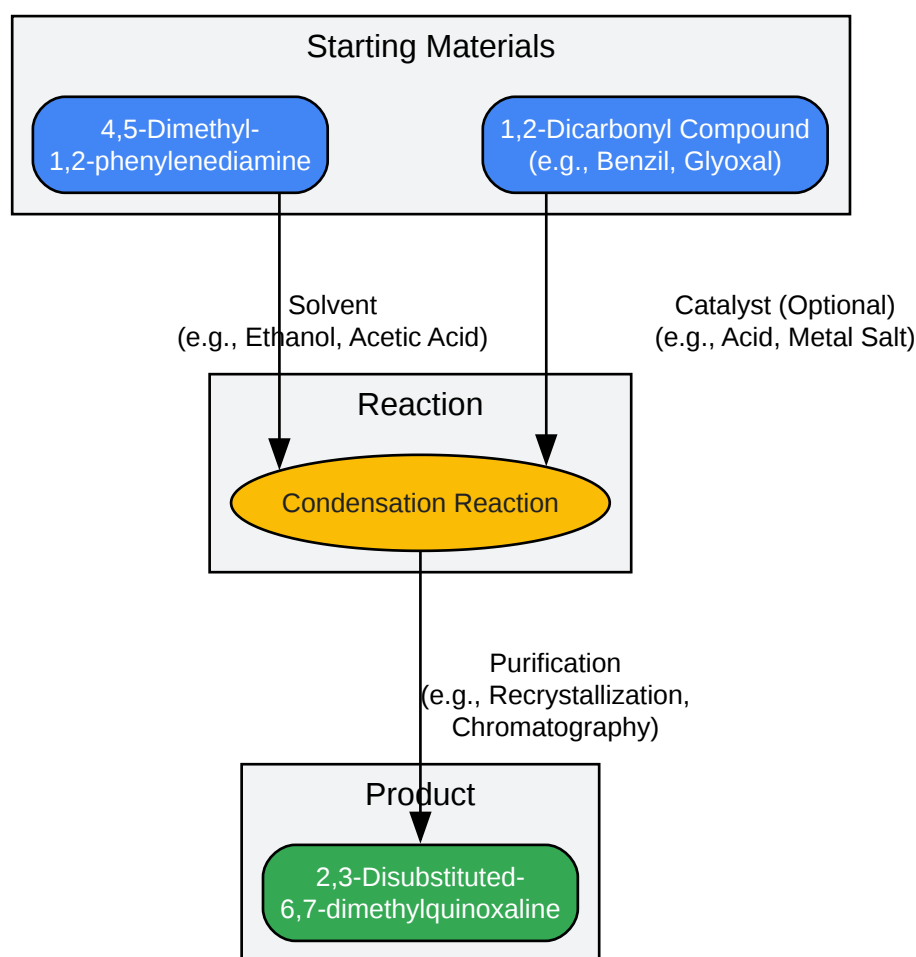 Starting Materials
4,5-Dimethyl-
1,2-phenylenediamine
1,2-Dicarbonyl Compound
(e.g., Benzil, Glyoxal)
Solvent
(e.g., Ethanol, Acetic Acid)
Catalyst (Optional)
(e.g., Acid, Metal Salt)
Reaction
Condensation Reaction
Purification
(e.g., Recrystallization,
Chromatography)
Product
2,3-Disubstituted-
6,7-dimethylquinoxaline